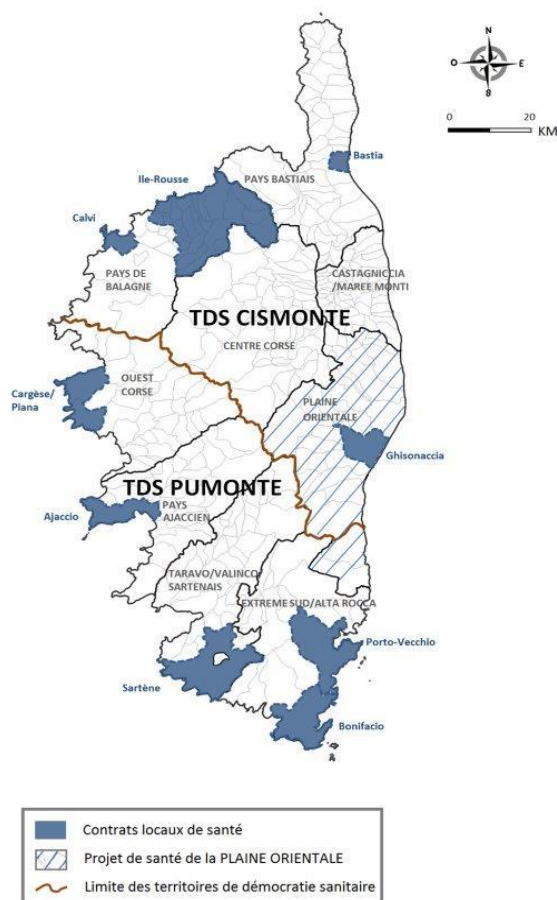 N
O
E
S
0
20
KM
Bastia
Ile-Rousse
PAYS BASTIAIS
Calvi
PAYS DE
BALAGNE
CASTAGNICCIA
/MAREE MONTI
TDS CISMONTE
CENTRE CORSE
OUEST
CORSE
Cargèse/
Piana
PLAINE
ORIENTALE
Ghisonaccia
TDS PUMONTE
PAYS
AJACCIEN
Ajaccio
TARAVO/VALINCO
SARTENAIS
EXTREME SUD/ALTA ROCCA
Porto-Vecchio
Sartène
Bonifacio
Contrats locaux de santé
Projet de santé de la PLAINE ORIENTALE
Limite des territoires de démocratie sanitaire